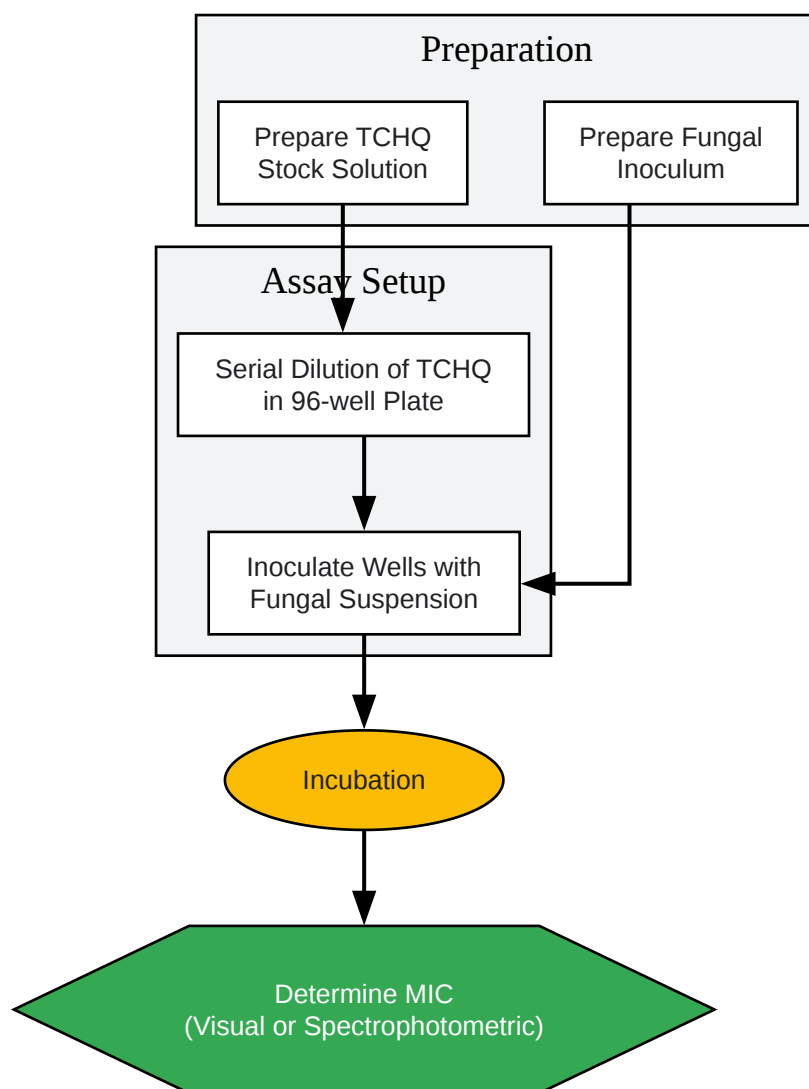 Preparation
Prepare TCHQ
Stock Solution
Prepare Fungal
Inoculum
Assay Setup
Serial Dilution of TCHQ
in 96-well Plate
Inoculate Wells with
Fungal Suspension
Incubation
Determine MIC
(Visual or Spectrophotometric)